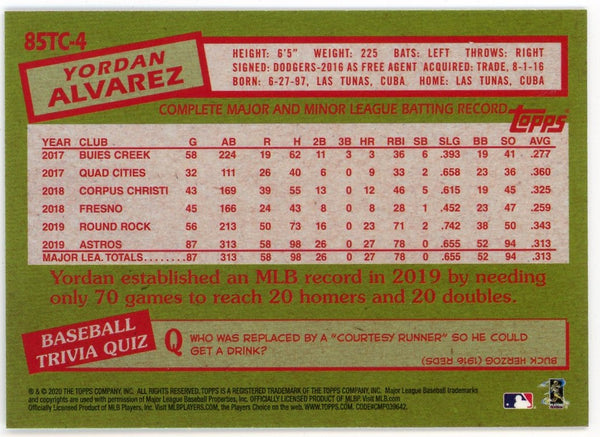 85TC-4
YORDAN
ALVAREZ
HEIGHT: 6'5" WEIGHT: 225 BATS: LEFT THROWS: RIGHT
SIGNED: DODGERS-2016 AS FREE AGENT ACQUIRED: TRADE, 8-1-16
BORN: 6-27-97, LAS TUNAS, CUBA HOME: LAS TUNAS, CUBA
COMPLETE MAJOR AND MINOR LEAGUE BATTING RECORD
Topps
YEAR CLUB G AB R H 2B 3B HR RBI SB SLG BB SO AVG
2017 BUIES CREEK 58 224 19 62 11 3 3 36 6 .393 19 41 .277
2017 QUAD CITIES 32 111 26 40 6 0 9 33 2 .658 23 36 .360
2018 CORPUS CHRISTI 43 169 39 55 13 0 12 46 5 .615 19 45 .325
2018 FRESNO 45 166 24 43 8 0 8 28 1 .452 23 47 .259
2019 ROUND ROCK 56 213 50 73 16 0 23 71 2 .742 38 50 .343
2019 ASTROS 87 313 58 98 26 0 27 78 0 .655 52 94 .313
MAJOR LEA. TOTALS 87 313 58 98 26 0 27 78 0 .655 52 94 .313
Yordan established an MLB record in 2019 by needing
only 70 games to reach 20 homers and 20 doubles.
BASEBALL
TRIVIA QUIZ
Q WHO WAS REPLACED BY A "COURTESY RUNNER" SO HE COULD
GET A DRINK?
BUCK HERZOG (1916 REDS)
® & © 2020 THE TOPPS COMPANY, INC. ALL RIGHTS RESERVED. TOPPS IS A REGISTERED TRADEMARK OF THE TOPPS COMPANY, INC. Major League Baseball trademarks
and copyrights are used with permission of Major League Baseball Properties, Inc. OFFICIALLY LICENSED PRODUCT OF MLBP. Visit MLB.com
Officially Licensed Product of MLB Players, Inc. Visit MLBPLAYERS.com, the Players Choice on the web. WWW.TOPPS.COM. CODE#CMP039642.